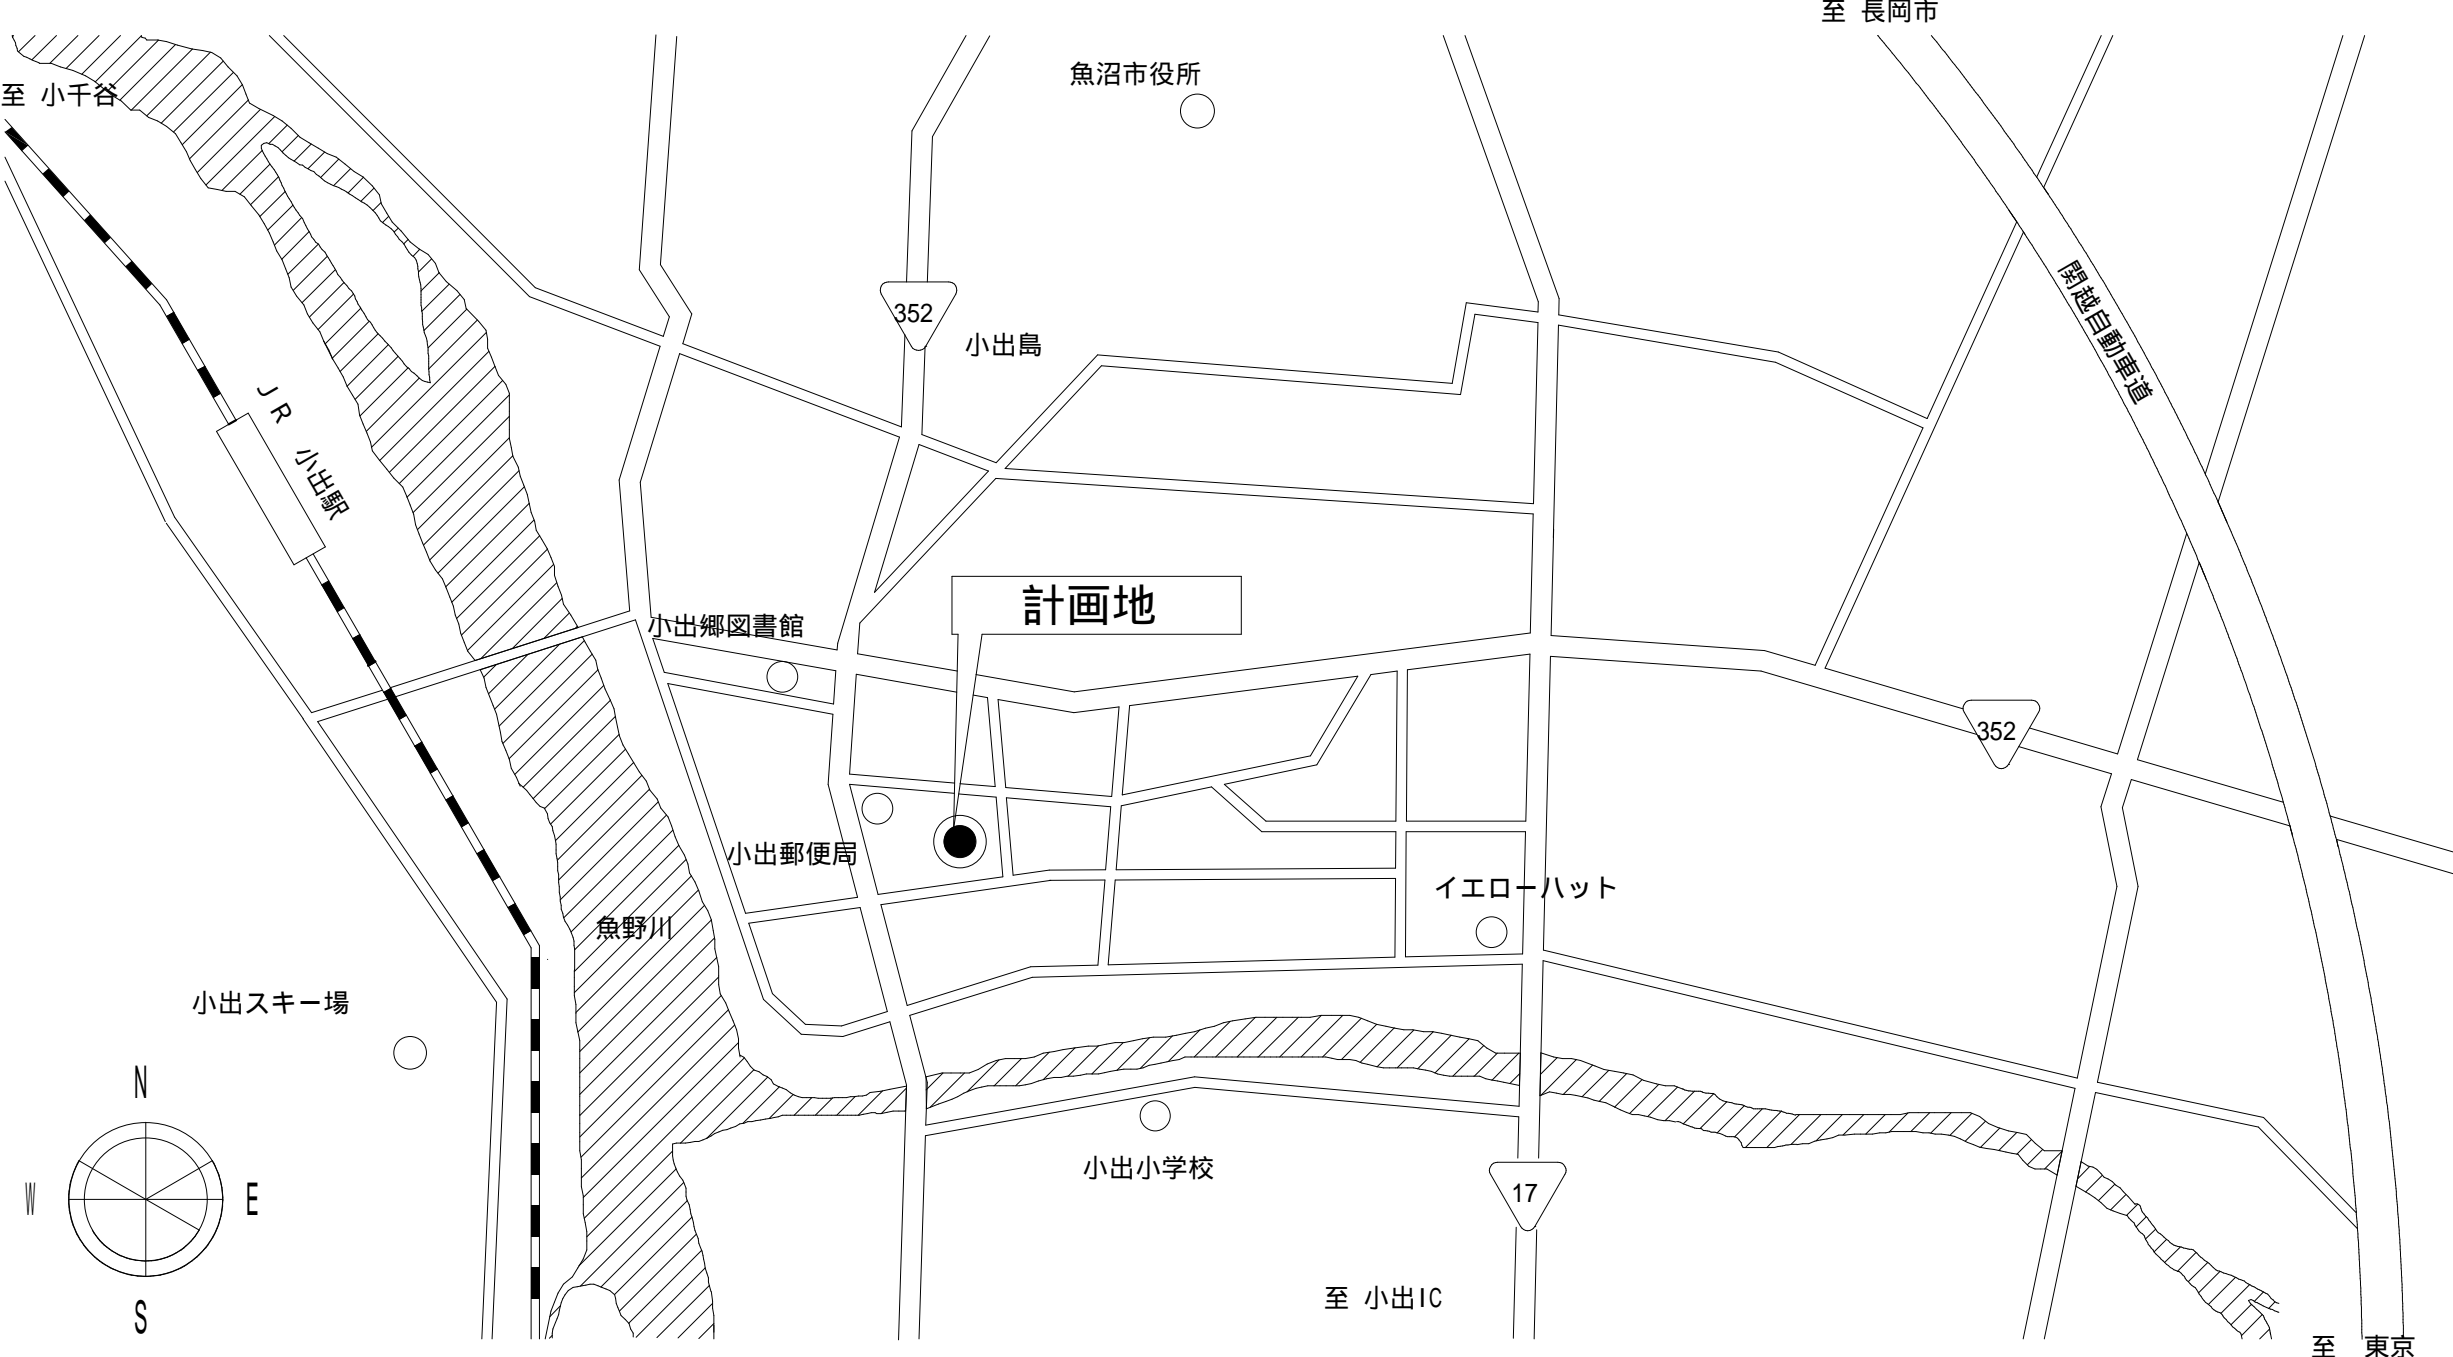 至 長岡市
魚沼市役所
至 小千谷
関越自動車道
352
小出島
JR 小出駅
計画地
小出郷図書館
352
小出郵便局
イエローハット
魚野川
小出スキー場
N
小出小学校
W
E
17
至 小出IC
S
至 東京